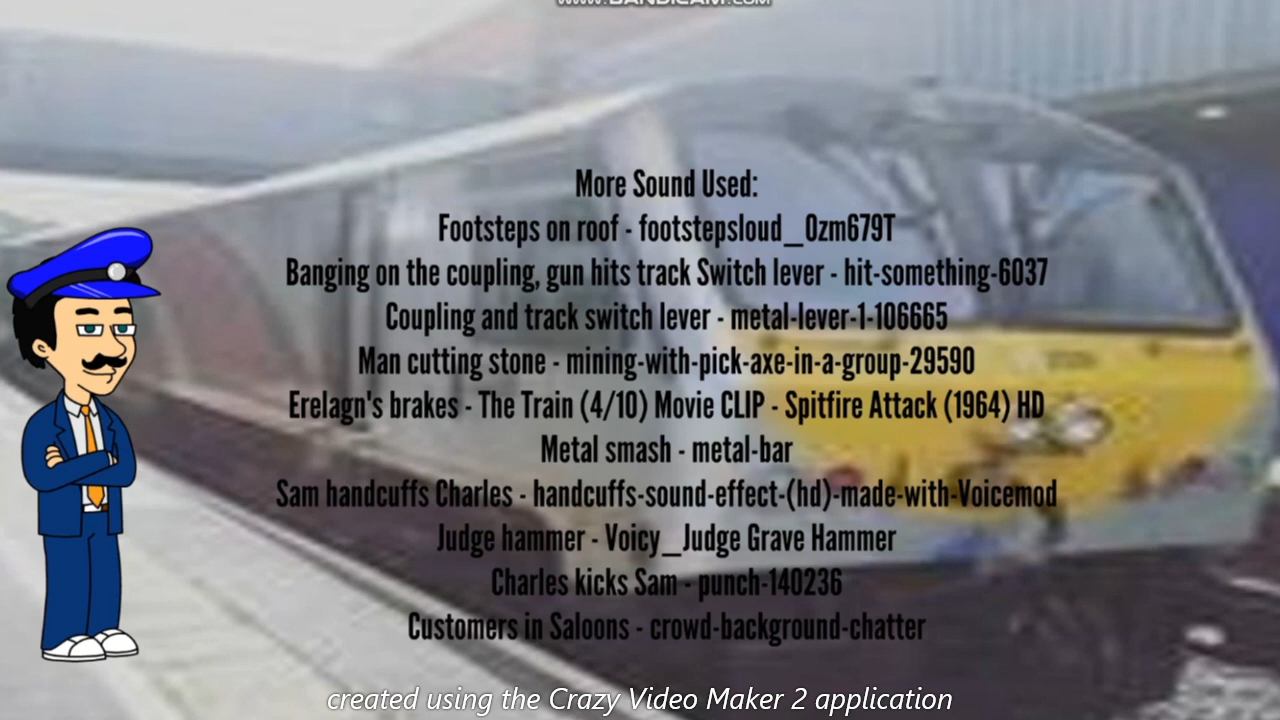 www.BANDICAM.com
More Sound Used:
Footsteps on roof - footstepsloud_0zm679T
Banging on the coupling, gun hits track Switch lever - hit-something-6037
Coupling and track switch lever - metal-lever-1-106665
Man cutting stone - mining-with-pick-axe-in-a-group-29590
Erelagn's brakes - The Train (4/10) Movie CLIP - Spitfire Attack (1964) HD
Metal smash - metal-bar
Sam handcuffs Charles - handcuffs-sound-effect-(hd)-made-with-Voicemod
Judge hammer - Voicy_Judge Grave Hammer
Charles kicks Sam - punch-140236
Customers in Saloons - crowd-background-chatter
created using the Crazy Video Maker 2 application